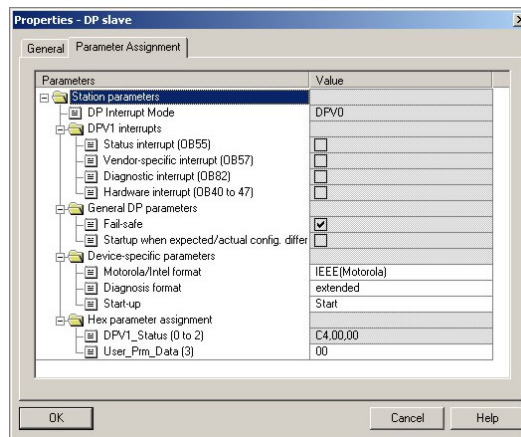 Properties - DP slave
General Parameter Assignment
Parameters Value
Station parameters
DP Interrupt Mode DPV0
DPV1 interrupts
Status interrupt (OB55)
Vendor-specific interrupt (OB57)
Diagnostic interrupt (OB82)
Hardware interrupt (OB40 to 47)
General DP parameters
Fail-safe
Startup when expected/actual config. differ
Device-specific parameters
Motorola/Intel format IEEE(Motorola)
Diagnosis format extended
Start-up Start
Hex parameter assignment
DPV1_Status (0 to 2) C4,00,00
User_Prm_Data (3) 00
OK Cancel Help